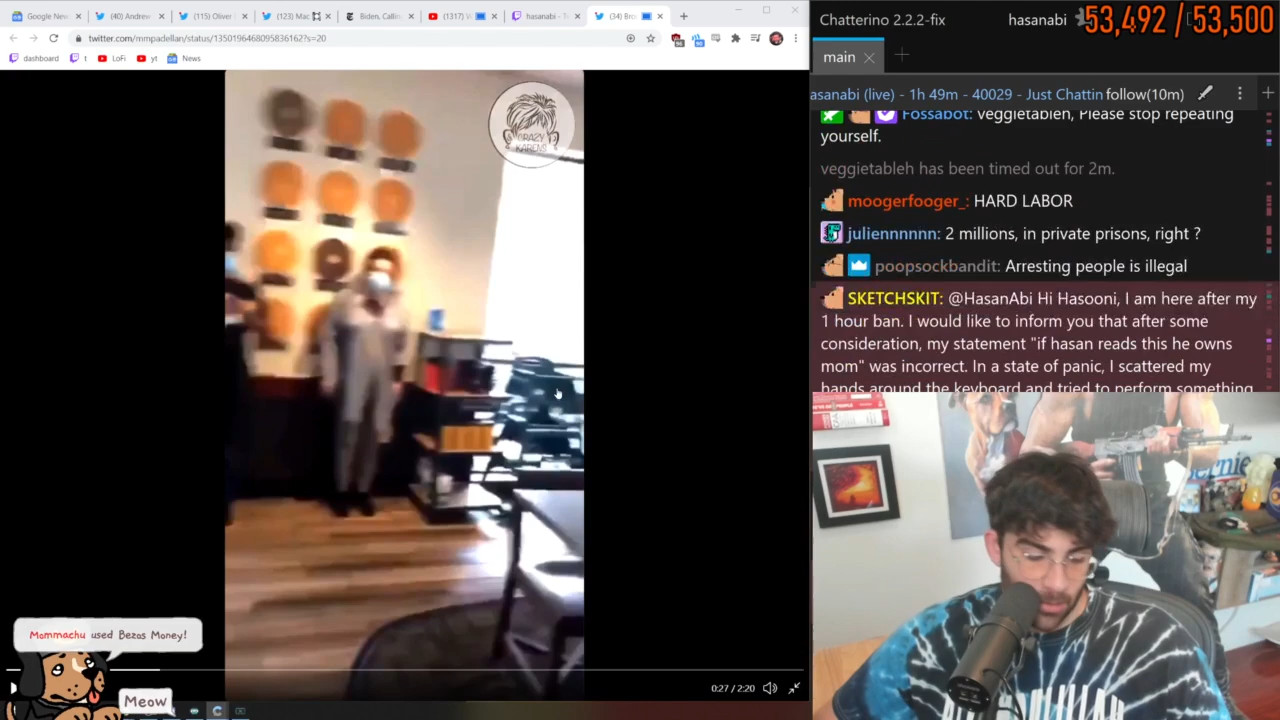 Google New
(40) Andrew
(115) Oliver
(123) Mac
Biden, Callin
(1317) V
hasanabi - T
(34) Bro
twitter.com/mmpadellan/status/1350196468095836162?s=20
dashboard
t
LoFi
yt
News
CRAZY
KARENS
0:27 / 2:20
Mommachu used Bezos Money!
Meow
Chatterino 2.2.2-fix
hasanabi
53,492 / 53,500
main
asanabi (live) - 1h 49m - 40029 - Just Chattin
follow(10m)
Fossabot: veggietableh, Please stop repeating
yourself.
veggietableh has been timed out for 2m.
moogerfooger_: HARD LABOR
juliennnnnn: 2 millions, in private prisons, right ?
poopsockbandit: Arresting people is illegal
SKETCHSKIT: @HasanAbi Hi Hasooni, I am here after my
1 hour ban. I would like to inform you that after some
consideration, my statement "if hasan reads this he owns
mom" was incorrect. In a state of panic, I scattered my
hands around the keyboard and tried to perform something
Bernie